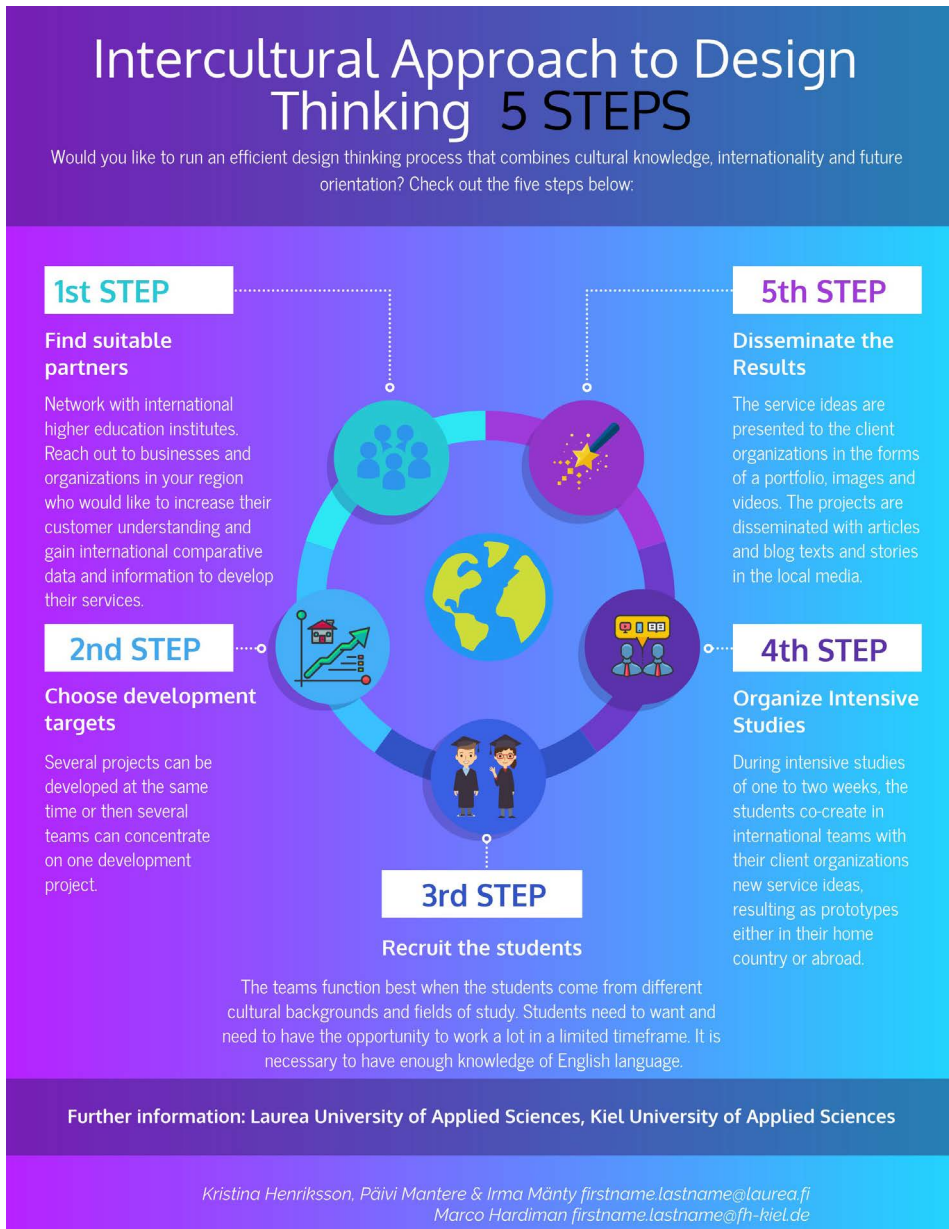 Intercultural Approach to Design
Thinking 5 STEPS
Would you like to run an efficient design thinking process that combines cultural knowledge, internationality and future
orientation? Check out the five steps below:
1st STEP
Find suitable
partners
Network with international
higher education institutes.
Reach out to businesses and
organizations in your region
who would like to increase their
customer understanding and
gain international comparative
data and information to develop
their services.
2nd STEP
Choose development
targets
Several projects can be
developed at the same
time or then several
teams can concentrate
on one development
project.
3rd STEP
Recruit the students
The teams function best when the students come from different
cultural backgrounds and fields of study. Students need to want and
need to have the opportunity to work a lot in a limited timeframe. It is
necessary to have enough knowledge of English language.
4th STEP
Organize Intensive
Studies
During intensive studies
of one to two weeks, the
students co-create in
international teams with
their client organizations
new service ideas,
resulting as prototypes
either in their home
country or abroad.
5th STEP
Disseminate the
Results
The service ideas are
presented to the client
organizations in the forms
of a portfolio, images and
videos. The projects are
disseminated with articles
and blog texts and stories
in the local media.
Further information: Laurea University of Applied Sciences, Kiel University of Applied Sciences
Kristina Henriksson, Päivi Mantere & Irma Mänty firstname.lastname@laurea.fi
Marco Hardiman firstname.lastname@fh-kiel.de